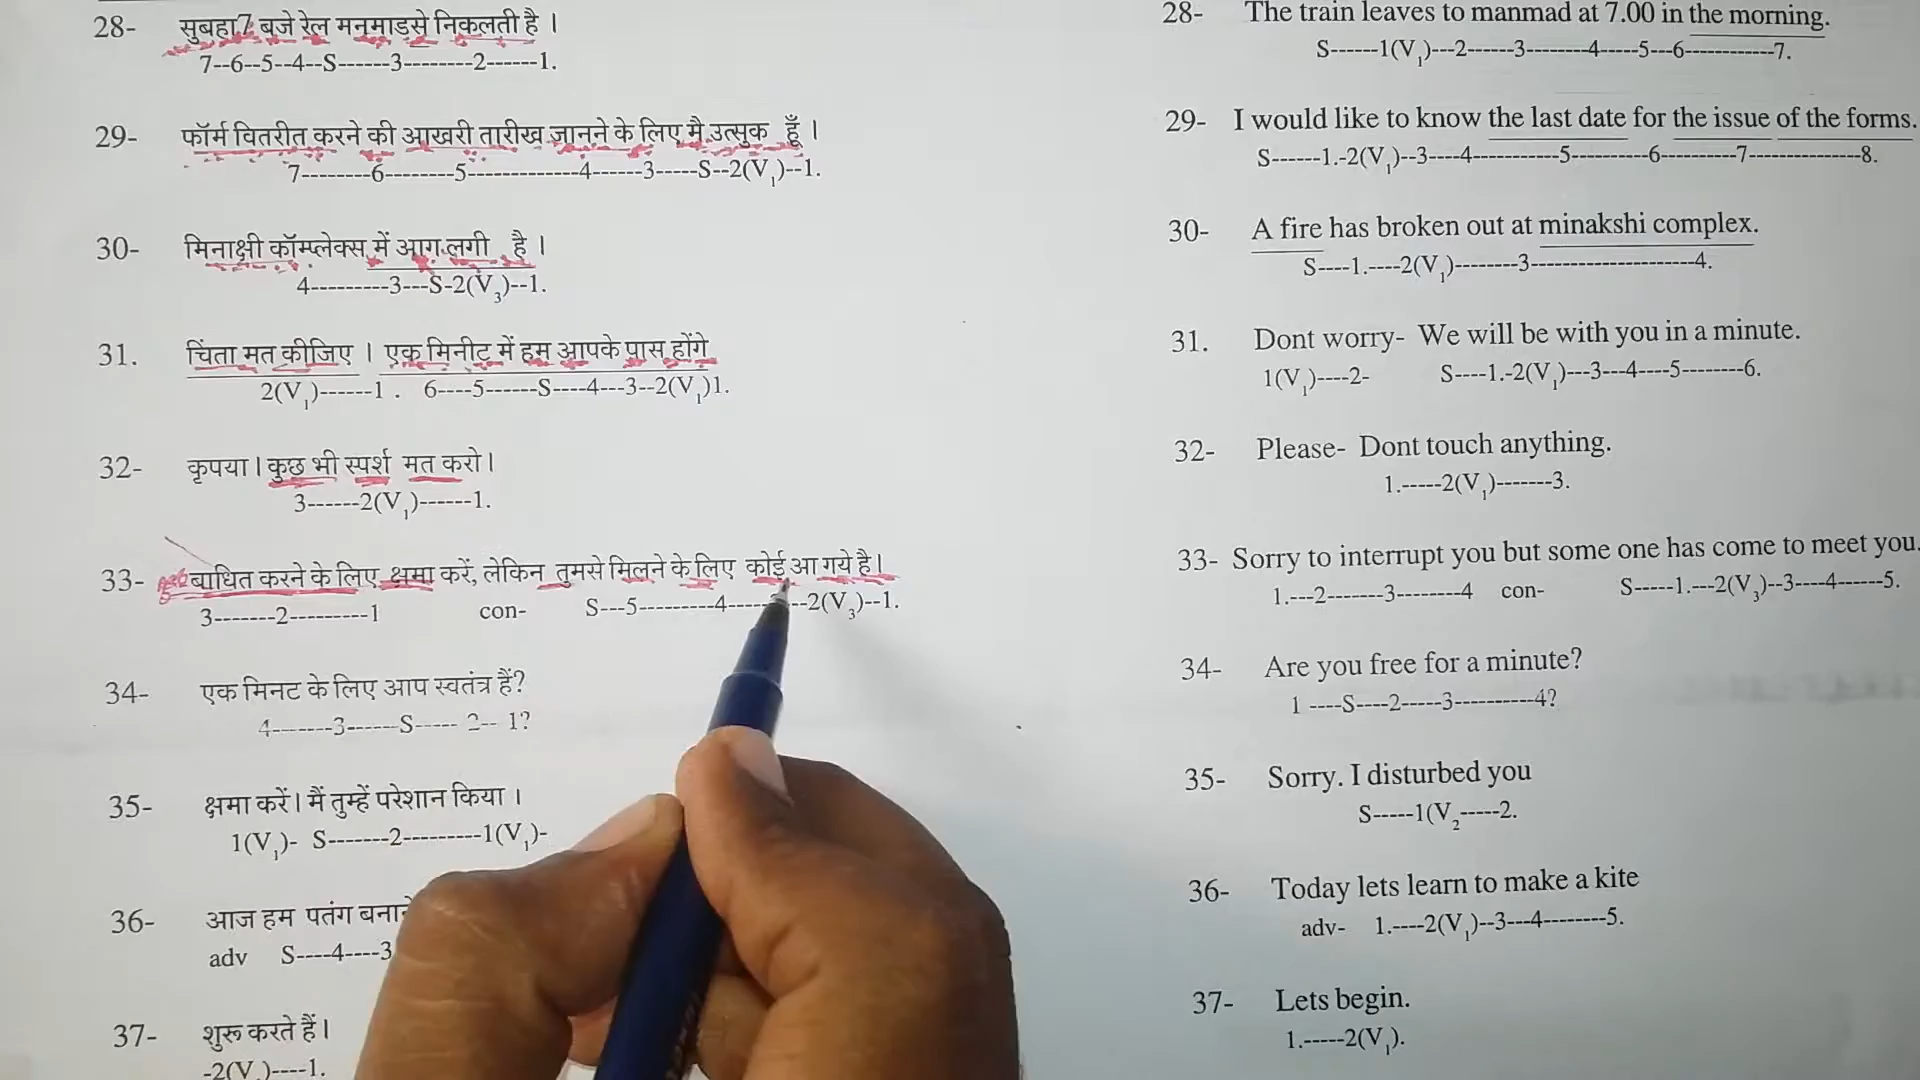 28- सुबहा7 बजे रेल मनमाडसे निकलती है ।
7--6--5--4--S------3---------2------1.
29- फॉर्म वितरीत करने की आखरी तारीख जानने के लिए मै उत्सुक हूँ ।
7--------6--------5-------------4------3-----S--2(V1)--1.
30- मिनाक्षी कॉम्प्लेक्स में आग लगी है ।
4---------3---S-2(V3)--1.
31. चिंता मत कीजिए । एक मिनीट में हम आपके पास होंगे
2(V1)------1 . 6----5------S----4---3--2(V1)1.
32- कृपया । कुछ भी स्पर्श मत करो ।
3------2(V1)------1.
33- बाधित करने के लिए क्षमा करें, लेकिन तुमसे मिलने के लिए कोई आ गये है।
3-------2---------1 con- S---5---------4------ --2(V3)--1.
34- एक मिनट के लिए आप स्वतंत्र हैं?
4-------3------S----- 2-- 1?
35- क्षमा करें। मैं तुम्हें परेशान किया ।
1(V1)- S-------2---------1(V1)-
36- आज हम पतंग
adv S----4----3
37- शुरू करते हैं ।
-2(V )----1.
28- The train leaves to manmad at 7.00 in the morning.
S------1(V1)---2------3--------4-----5---6-----------7.
29- I would like to know the last date for the issue of the forms.
S------1.-2(V1)--3----4----------5---------6---------7--------------8.
30- A fire has broken out at minakshi complex.
S----1.----2(V1)--------3---------------------4.
31. Dont worry- We will be with you in a minute.
1(V1)----2- S----1.-2(V1)---3---4----5-------6.
32- Please- Dont touch anything.
1.-----2(V1)-------3.
33- Sorry to interrupt you but some one has come to meet you.
1.---2-------3--------4 con- S-----1.---2(V3)--3----4------5.
34- Are you free for a minute?
1 ----S----2-----3----------4?
35- Sorry. I disturbed you
S-----1(V2-----2.
36- Today lets learn to make a kite
adv- 1.----2(V1)--3---4--------5.
37- Lets begin.
1.-----2(V1).